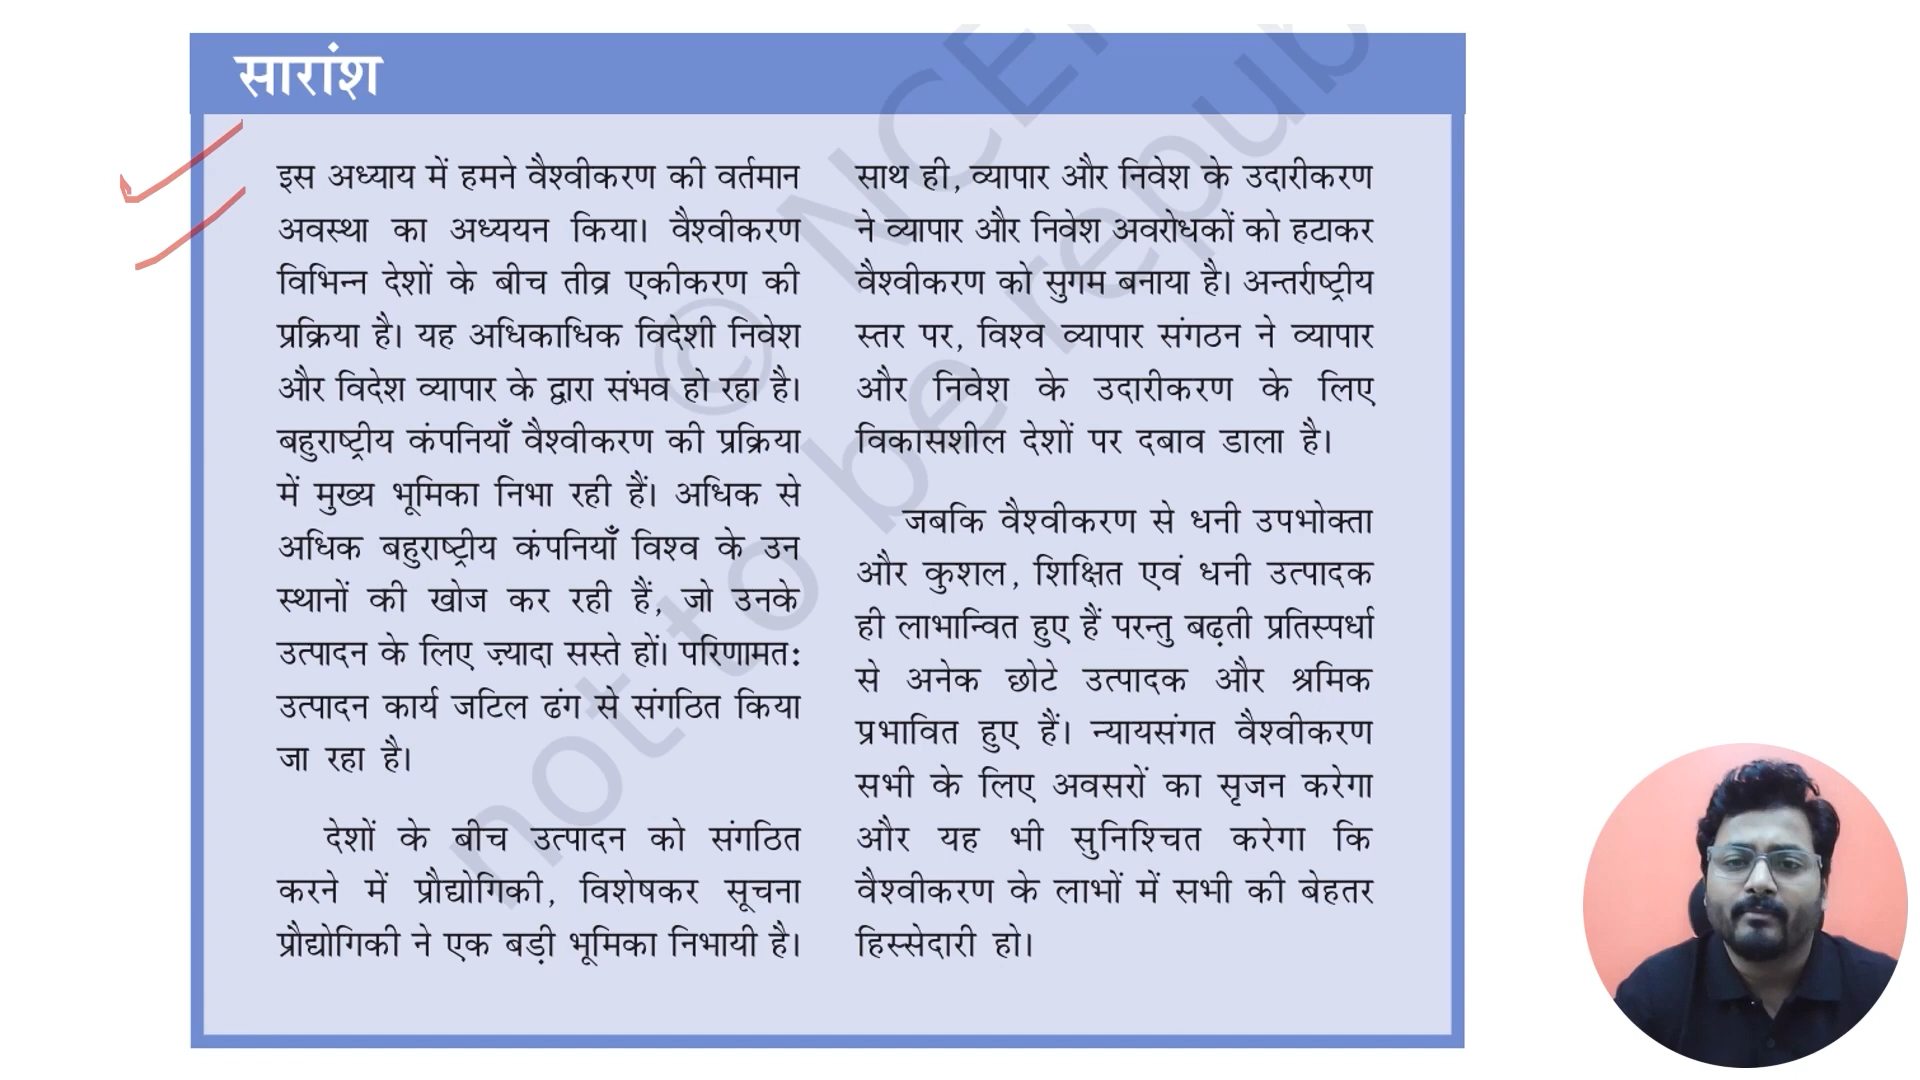 सारांश
इस अध्याय में हमने वैश्वीकरण की वर्तमान
अवस्था का अध्ययन किया। वैश्वीकरण
विभिन्न देशों के बीच तीव्र एकीकरण की
प्रक्रिया है। यह अधिकाधिक विदेशी निवेश
और विदेश व्यापार के द्वारा संभव हो रहा है।
बहुराष्ट्रीय कंपनियाँ वैश्वीकरण की प्रक्रिया
में मुख्य भूमिका निभा रही हैं। अधिक से
अधिक बहुराष्ट्रीय कंपनियाँ विश्व के उन
स्थानों की खोज कर रही हैं, जो उनके
उत्पादन के लिए ज़्यादा सस्ते हों। परिणामतः
उत्पादन कार्य जटिल ढंग से संगठित किया
जा रहा है।
देशों के बीच उत्पादन को संगठित
करने में प्रौद्योगिकी, विशेषकर सूचना
प्रौद्योगिकी ने एक बड़ी भूमिका निभायी है।
साथ ही, व्यापार और निवेश के उदारीकरण
ने व्यापार और निवेश अवरोधकों को हटाकर
वैश्वीकरण को सुगम बनाया है। अन्तर्राष्ट्रीय
स्तर पर, विश्व व्यापार संगठन ने व्यापार
और निवेश के उदारीकरण के लिए
विकासशील देशों पर दबाव डाला है।
जबकि वैश्वीकरण से धनी उपभोक्ता
और कुशल, शिक्षित एवं धनी उत्पादक
ही लाभान्वित हुए हैं परन्तु बढ़ती प्रतिस्पर्धा
से अनेक छोटे उत्पादक और श्रमिक
प्रभावित हुए हैं। न्यायसंगत वैश्वीकरण
सभी के लिए अवसरों का सृजन करेगा
और यह भी सुनिश्चित करेगा कि
वैश्वीकरण के लाभों में सभी की बेहतर
हिस्सेदारी हो।
© NCE
not to be repub